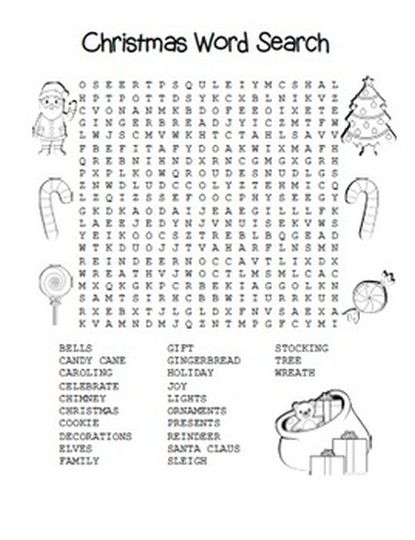 Christmas Word Search
O S E E R T P S Q U L E I Y M C S H A L
H P T P O T T D S Y K C X B L N I K V Z
C V O N A N M K B D O F E E O I X E T E
G I N G E R B R E A D J Y I C Z I M X T
L W J S C M V W K H T C T A H L S A V V
F B E F I T A F Y D O A K W I X M A F L
Q R E B N I H N D X R N C G M G X G R H
P X P L K O W Q R O U D E S N H D L G S
Z N W D L U D C C O L Y Z T E H M I C Q
L Z Q I Z S S E F O O C P H Y S E E G Y
G K D K A O D A I J E A E G I L L L F K
L A E E J E D Y N J V N U I S E K V W S
Y E I K O O C S Z T R E B L B Q G E A D
W T K D U O J J T V A H A R F L N S M N
R E I N D E E R N O C C A V T L I X D X
W R E A T H V J W O C T L M S M L C A C
M X Q G K P C R B E K I A G O L X N K N
S A M T S I R H C B B W I I U R R K U H
R X E B X T J L G L D X F N V S A E X X
K V A M N D M J Q Z N T M P G F C Y M I
BELLS GIFT STOCKING
CANDY CANE GINGERBREAD TREE
CAROLING HOLIDAY WREATH
CELEBRATE JOY
CHIMNEY LIGHTS
CHRISTMAS ORNAMENTS
COOKIE PRESENTS
DECORATIONS REINDEER
ELVES SANTA CLAUS
FAMILY SLEIGH